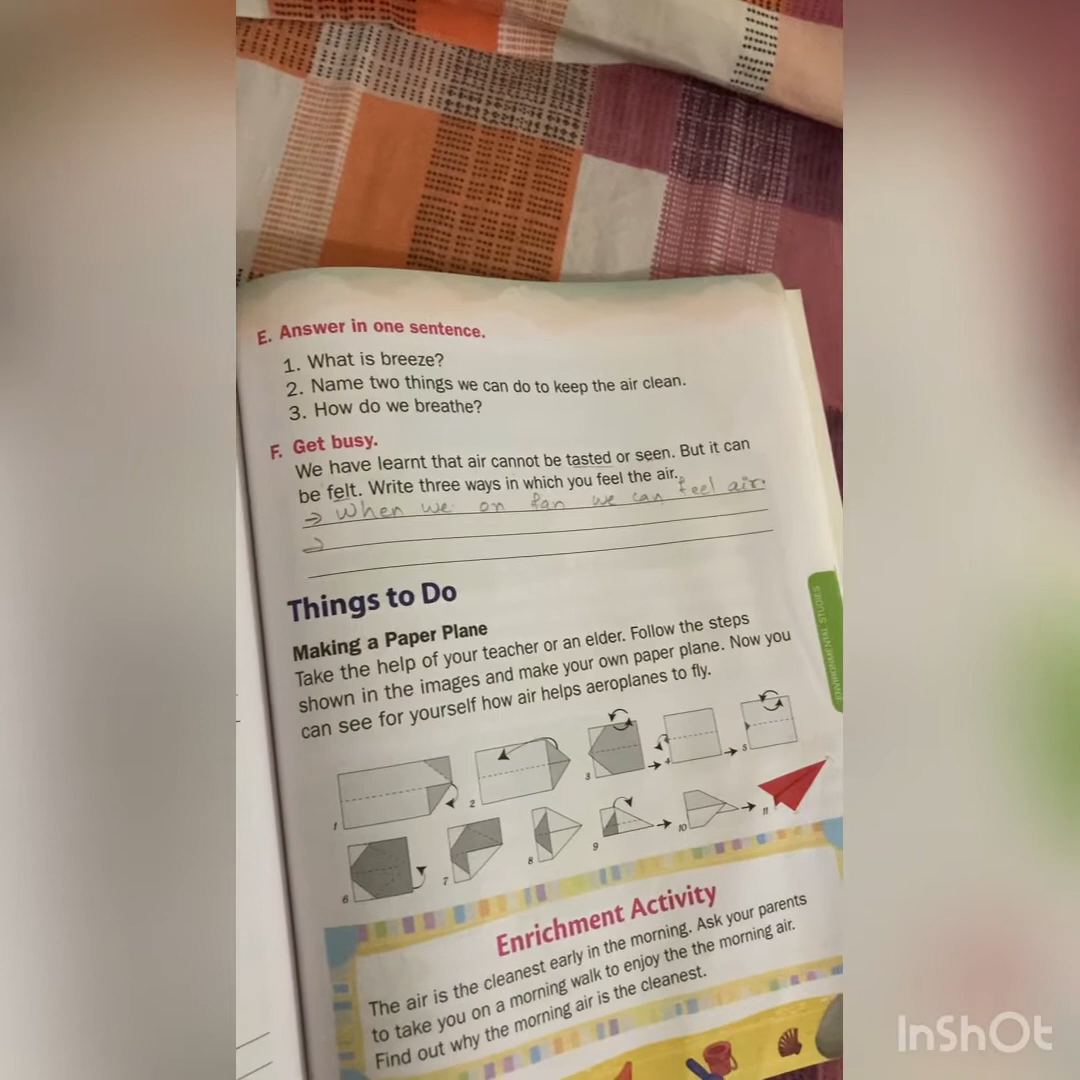 E. Answer in one sentence.
1. What is breeze?
2. Name two things we can do to keep the air clean.
3. How do we breathe?
F. Get busy.
We have learnt that air cannot be tasted or seen. But it can
be felt. Write three ways in which you feel the air.
→ When we on fan we can feel air.
→
Things to Do
Making a Paper Plane
Take the help of your teacher or an elder. Follow the steps
shown in the images and make your own paper plane. Now you
can see for yourself how air helps aeroplanes to fly.
1 2 3 4 5
6 7 8 9 10 11
ENVIRONMENTAL STUDIES
Enrichment Activity
The air is the cleanest early in the morning. Ask your parents
to take you on a morning walk to enjoy the the morning air.
Find out why the morning air is the cleanest.
InShOt